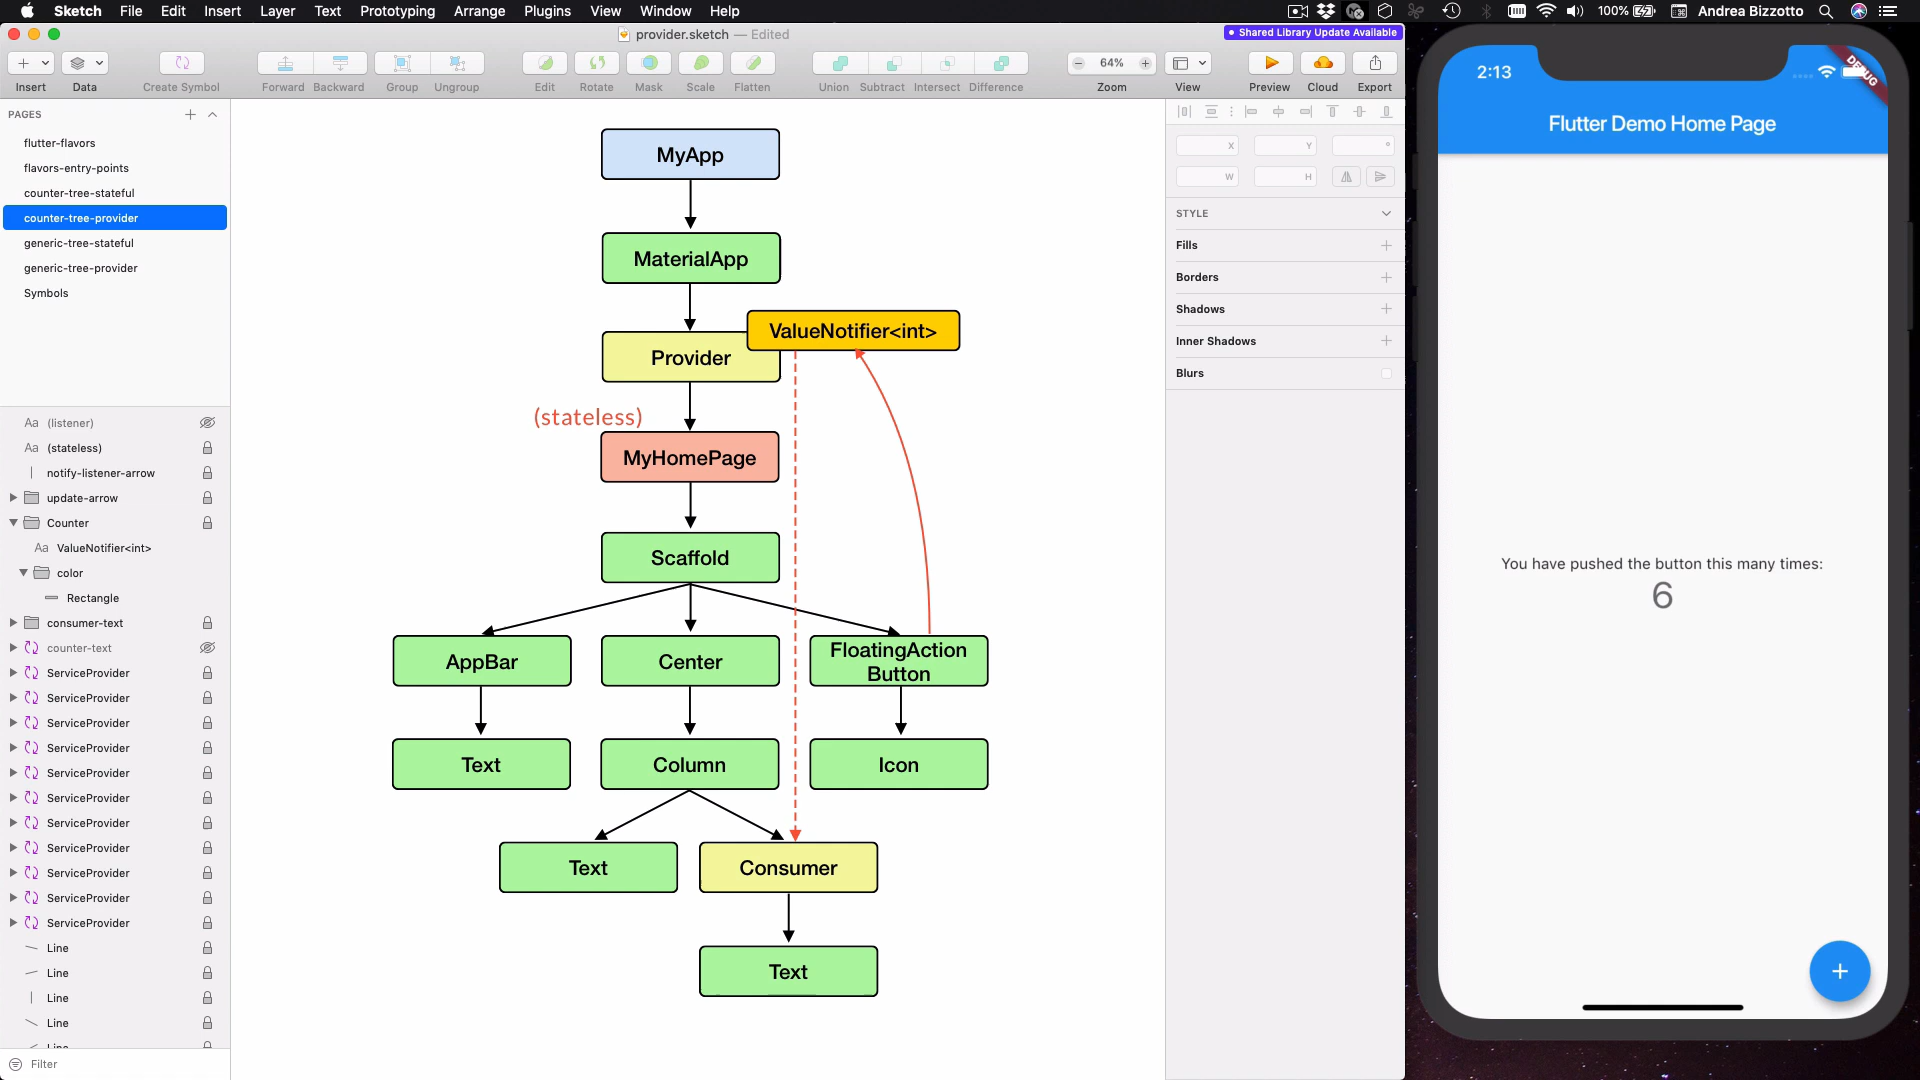 Sketch File Edit Insert Layer Text Prototyping Arrange Plugins View Window Help 100% Andrea Bizzotto
provider.sketch — Edited
Shared Library Update Available
64%
Insert Data Create Symbol Forward Backward Group Ungroup Edit Rotate Mask Scale Flatten Union Subtract Intersect Difference Zoom View Preview Cloud Export
PAGES
flutter-flavors
flavors-entry-points
counter-tree-stateful
counter-tree-provider
generic-tree-stateful
generic-tree-provider
Symbols
Aa (listener)
Aa (stateless)
notify-listener-arrow
update-arrow
Counter
Aa ValueNotifier<int>
color
Rectangle
consumer-text
counter-text
ServiceProvider
ServiceProvider
ServiceProvider
ServiceProvider
ServiceProvider
ServiceProvider
ServiceProvider
ServiceProvider
ServiceProvider
ServiceProvider
ServiceProvider
Line
Line
Line
Line
Line
Filter
MyApp
MaterialApp
ValueNotifier<int>
Provider
(stateless)
MyHomePage
Scaffold
AppBar
Center
FloatingAction
Button
Text
Column
Icon
Text
Consumer
Text
X Y °
W H
STYLE
Fills
Borders
Shadows
Inner Shadows
Blurs
2:13
DEBUG
Flutter Demo Home Page
You have pushed the button this many times:
6